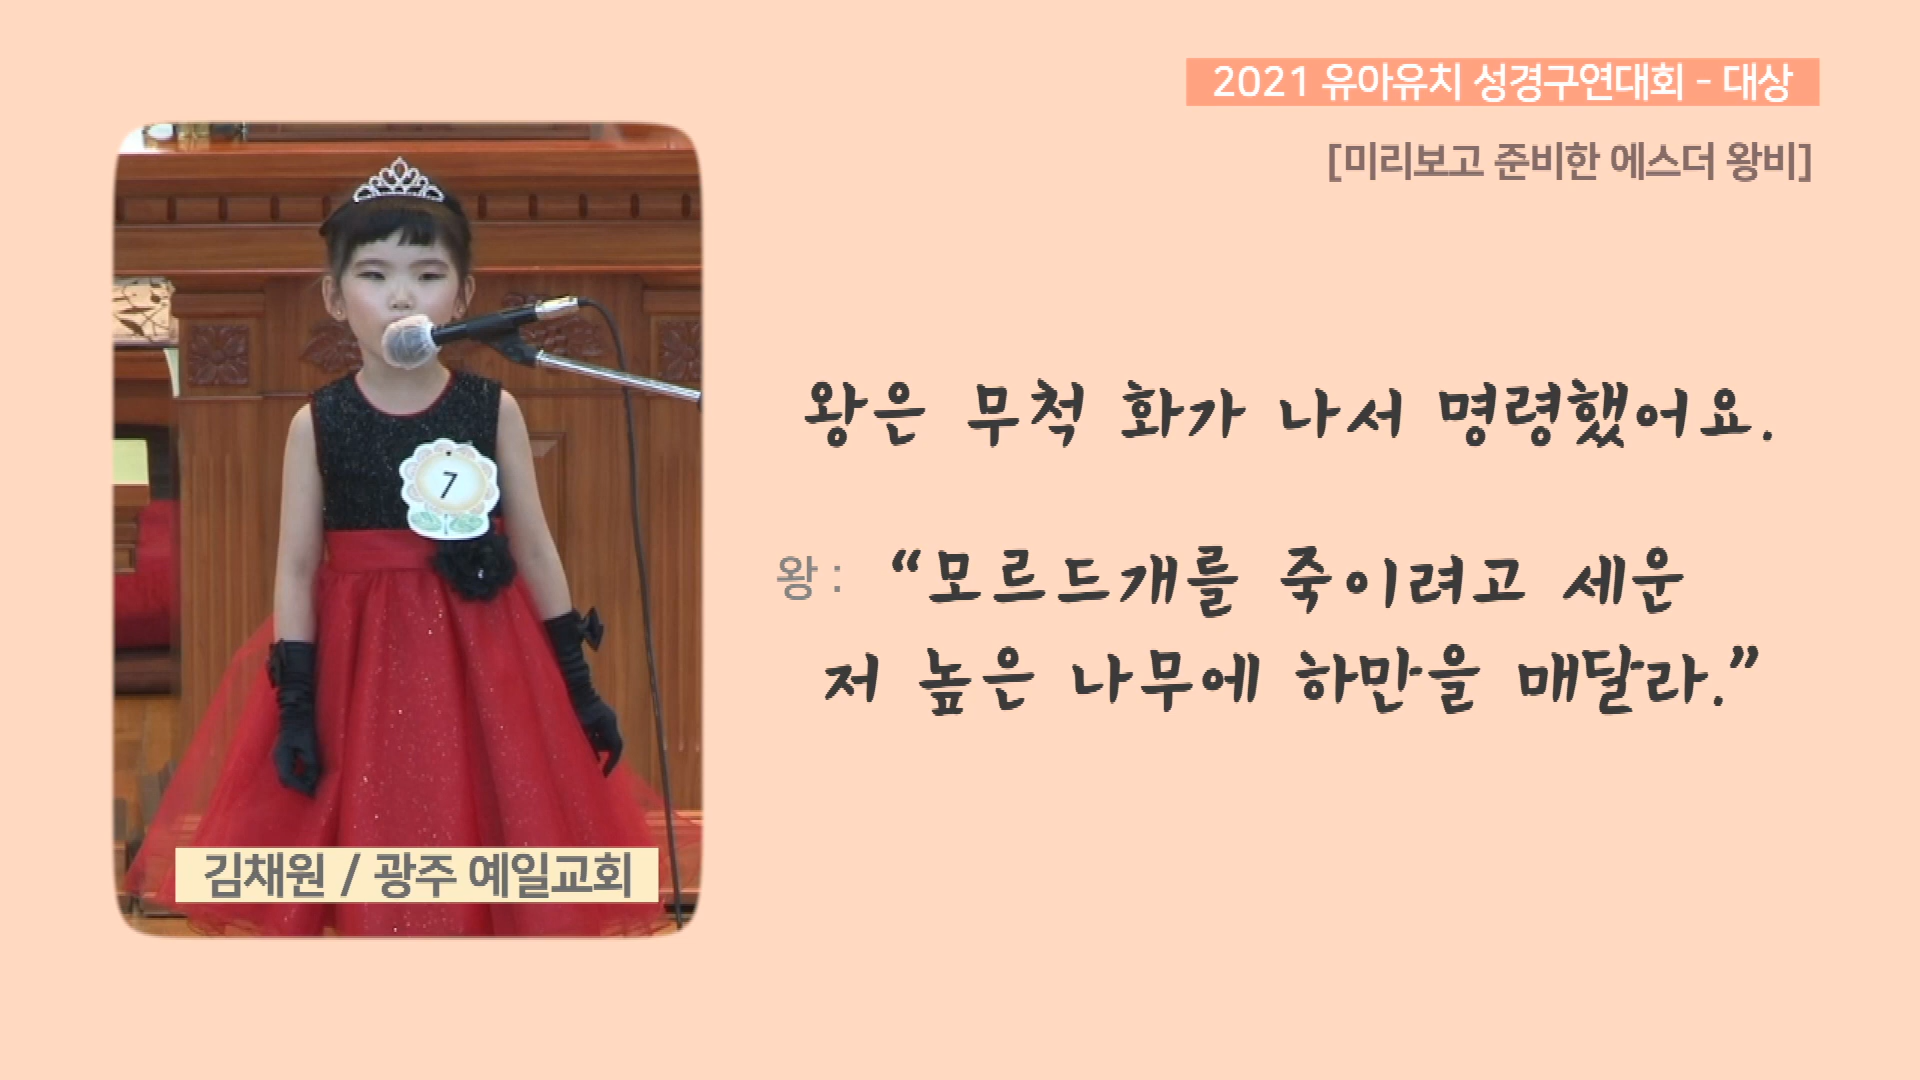 2021 유아유치 성경구연대회 - 대상
[미리보고 준비한 에스더 왕비]
왕은 무척 화가 나서 명령했어요.
왕 : “모르드개를 죽이려고 세운
저 높은 나무에 하만을 매달라.”
7
김채원 / 광주 예일교회